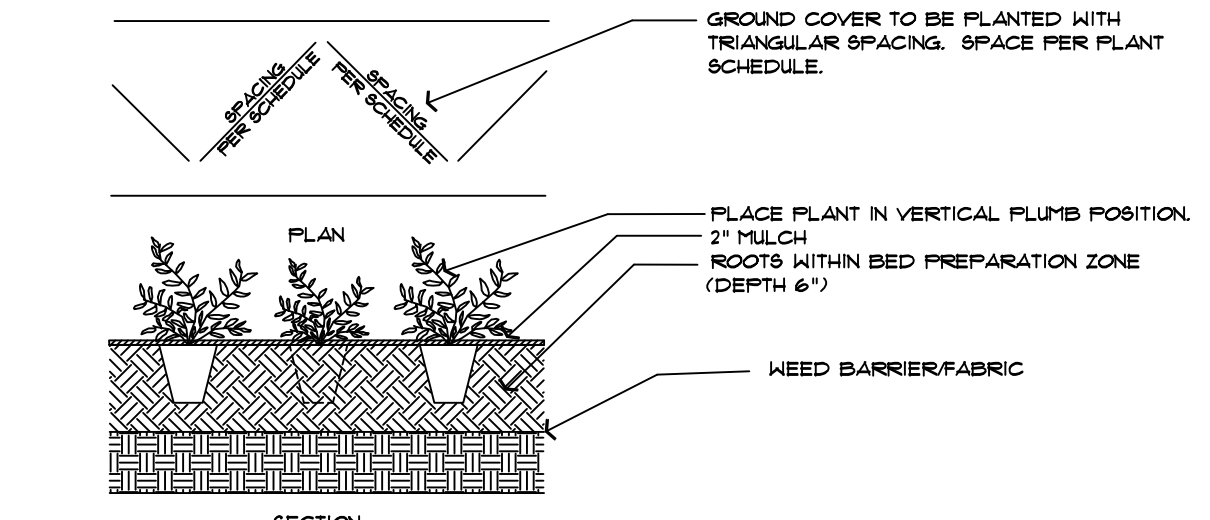 GROUND COVER TO BE PLANTED WITH
TRIANGULAR SPACING. SPACE PER PLANT
SCHEDULE.
SPACING
PER SCHEDULE
SPACING
PER SCHEDULE
PLAN
PLACE PLANT IN VERTICAL PLUMB POSITION.
2" MULCH
ROOTS WITHIN BED PREPARATION ZONE
(DEPTH 6")
WEED BARRIER/FABRIC
SECTION